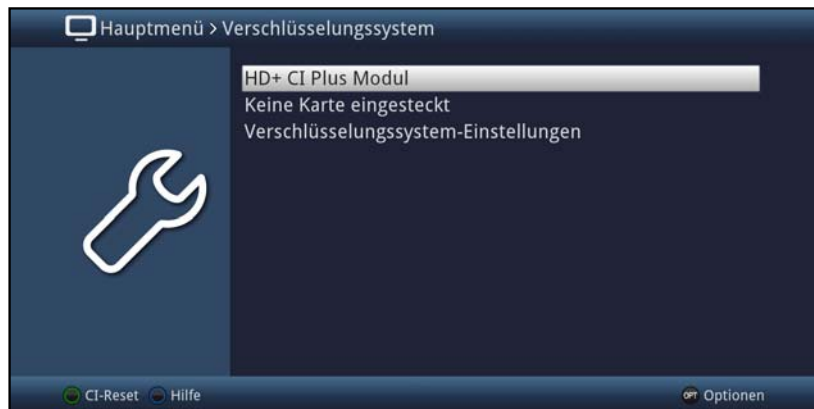 Hauptmenü > Verschlüsselungssystem
HD+ CI Plus Modul
Keine Karte eingesteckt
Verschlüsselungssystem-Einstellungen
CI-Reset Hilfe OPT Optionen